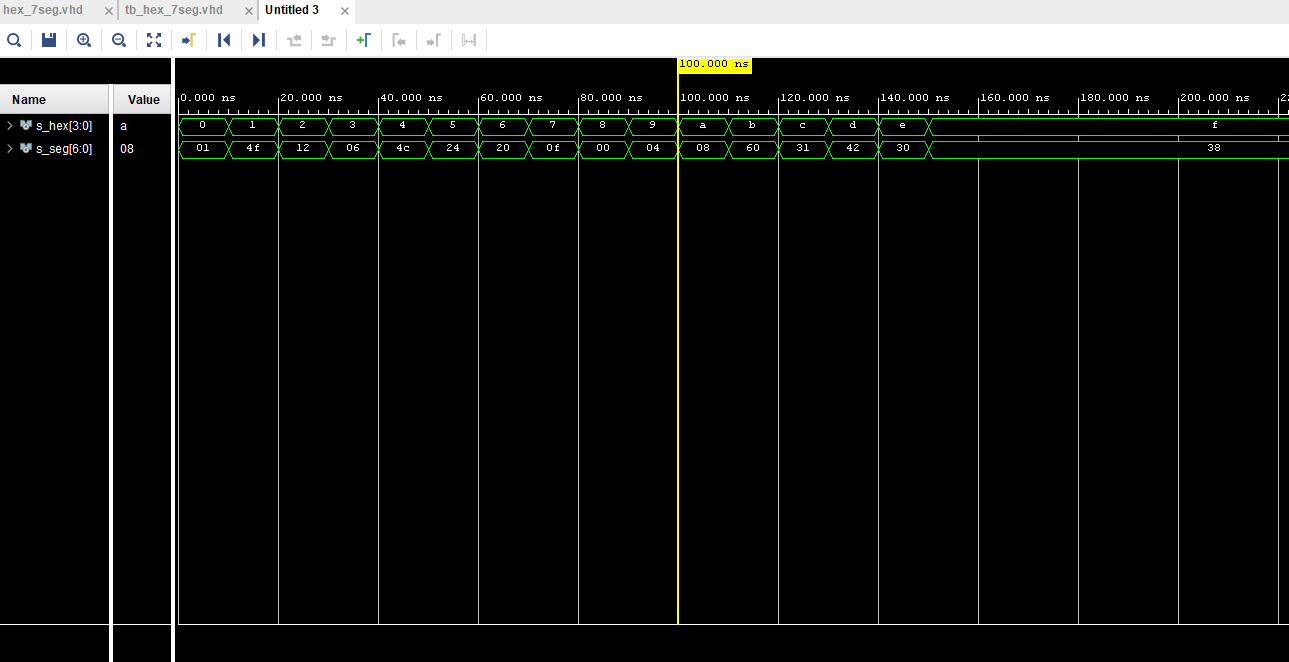 hex_7seg.vhd tb_hex_7seg.vhd Untitled 3
100.000 ns
Name Value 0.000 ns 20.000 ns 40.000 ns 60.000 ns 80.000 ns 100.000 ns 120.000 ns 140.000 ns 160.000 ns 180.000 ns 200.000 ns
s_hex[3:0] a 0 1 2 3 4 5 6 7 8 9 a b c d e f
s_seg[6:0] 08 01 4f 12 06 4c 24 20 0f 00 04 08 60 31 42 30 38